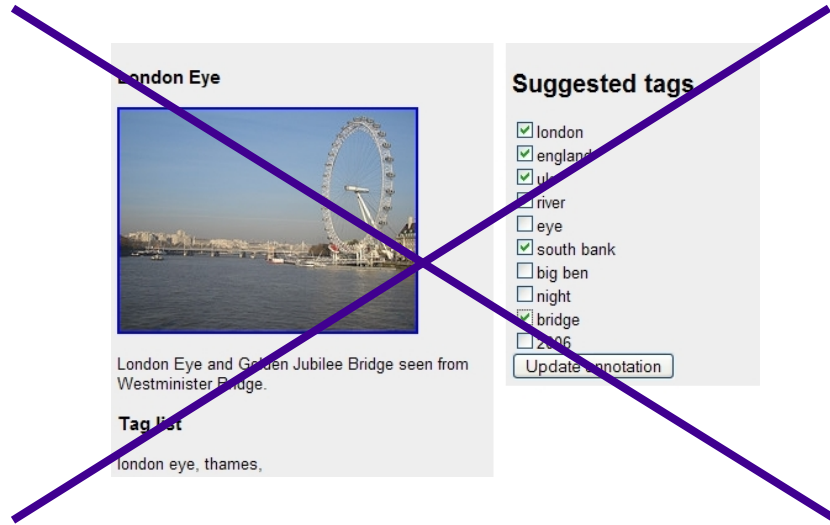 London Eye
London Eye and Golden Jubilee Bridge seen from
Westminister Bridge.
Tag list
london eye, thames,
Suggested tags
london
england
uk
river
eye
south bank
big ben
night
bridge
2006
Update annotation